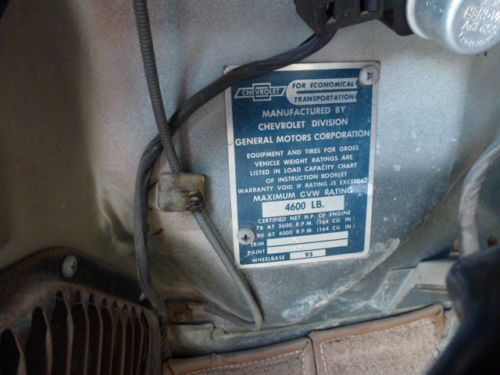 CHEVROLET
FOR ECONOMICAL
TRANSPORTATION
MANUFACTURED BY
CHEVROLET DIVISION
GENERAL MOTORS CORPORATION
EQUIPMENT AND TIRES FOR GROSS
VEHICLE WEIGHT RATINGS ARE
LISTED IN LOAD CAPACITY CHART
OF INSTRUCTION BOOKLET
WARRANTY VOID IF RATING IS EXCEEDED
MAXIMUM GVW RATING
4600 LB.
CERTIFIED NET H.P. OF ENGINE
78 AT 3600 R.P.M. (164 CU IN.)
90 AT 4000 R.P.M. (164 CU. IN.)
TRIM
PAINT
WHEELBASE 95